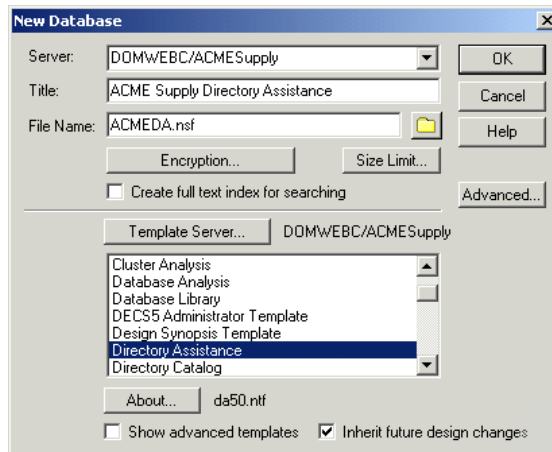 New Database
Server: DOMWEBC/ACMESupply OK
Title: ACME Supply Directory Assistance Cancel
File Name: ACMEDA.nsf Help
Encryption... Size Limit...
Create full text index for searching Advanced...
Template Server... DOMWEBC/ACMESupply
Cluster Analysis
Database Analysis
Database Library
DECS5 Administrator Template
Design Synopsis Template
Directory Assistance
Directory Catalog
About... da50.ntf
Show advanced templates Inherit future design changes